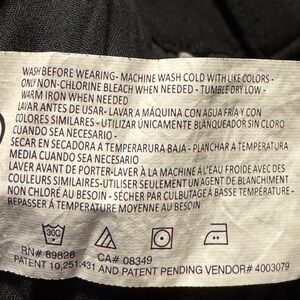 WASH BEFORE WEARING - MACHINE WASH COLD WITH LIKE COLORS -
ONLY NON-CHLORINE BLEACH WHEN NEEDED - TUMBLE DRY LOW -
WARM IRON WHEN NEEDED
LAVAR ANTES DE USAR - LAVAR A MÁQUINA CON AGUA FRÍA Y CON
COLORES SIMILARES - UTILIZAR ÚNICAMENTE BLANQUEADOR SIN CLORO
CUANDO SEA NECESARIO -
SECAR EN SECADORA A TEMPERARURA BAJA - PLANCHAR A TEMPERATURA
MEDIA CUANDO SEA NECESARIO
LAVER AVANT DE PORTER - LAVER À LA MACHINE À L'EAU FROIDE AVEC DES
COULEURS SIMILAIRES - UTILISER SEULEMENT UN AGENT DE BLANCHIMENT
NON CHLORÉ AU BESOIN - SÉCHER PAR CULBUTAGE À BASSE TEMPÉRATURE -
REPASSER À TEMPÉRATURE MOYENNE AU BESOIN
RN# 89828 CA# 08349
PATENT 10,251,431 AND PATENT PENDING VENDOR# 4003079